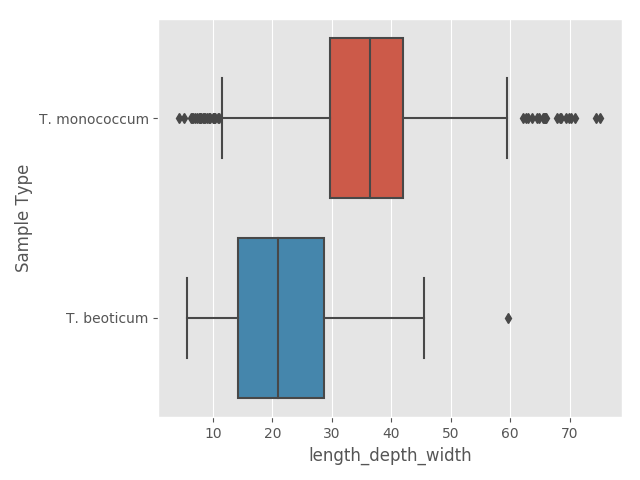 Sample Type
T. monococcum
T. beoticum
10 20 30 40 50 60 70
length_depth_width